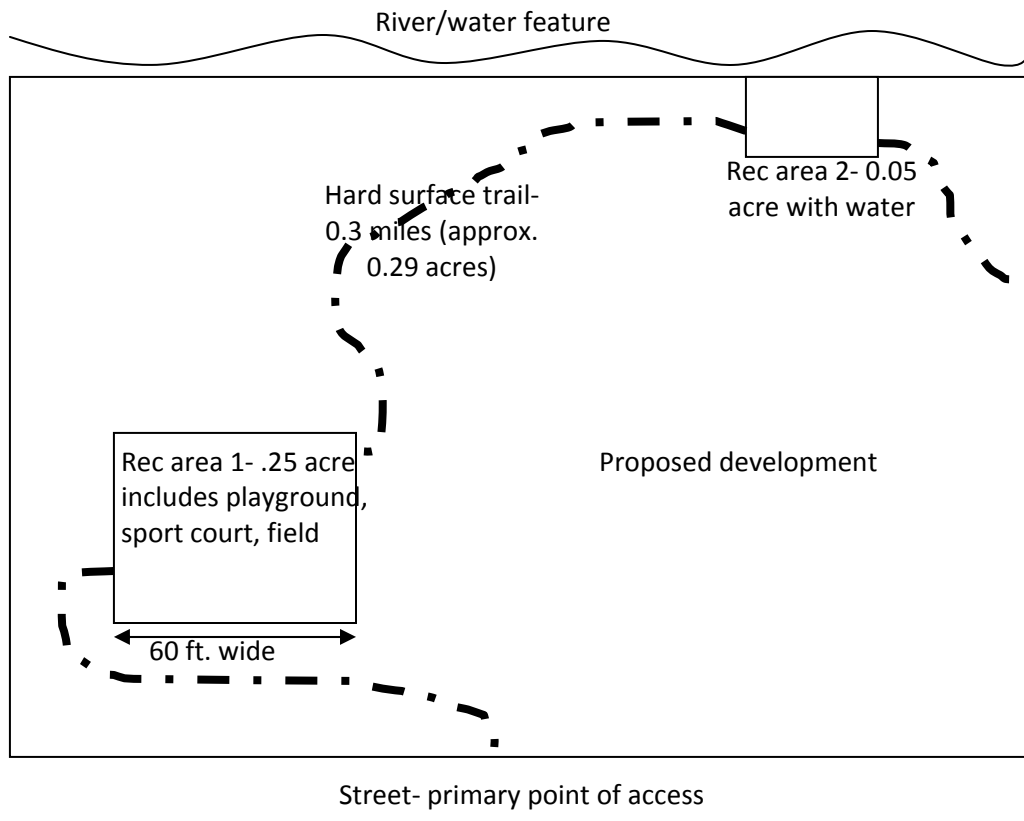 River/water feature
Rec area 2- 0.05
acre with water
Hard surface trail-
0.3 miles (approx.
0.29 acres)
Rec area 1- .25 acre
includes playground,
sport court, field
Proposed development
60 ft. wide
Street- primary point of access